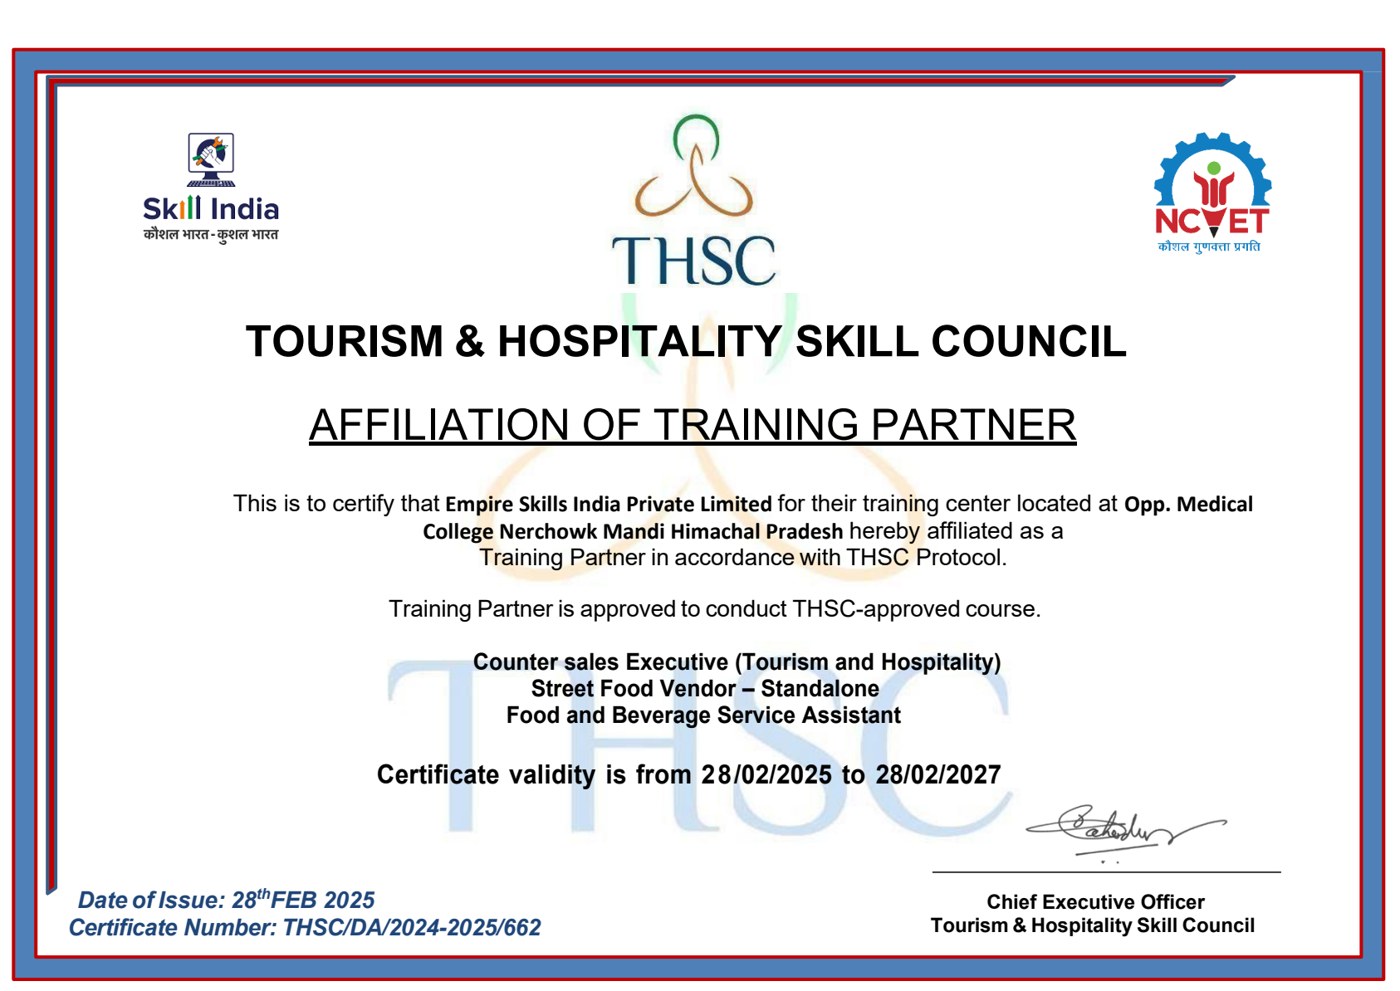 Skill India
कौशल भारत - कुशल भारत
THSC
NCVET
कौशल गुणवत्ता प्रगति
TOURISM & HOSPITALITY SKILL COUNCIL
AFFILIATION OF TRAINING PARTNER
This is to certify that Empire Skills India Private Limited for their training center located at Opp. Medical
College Nerchowk Mandi Himachal Pradesh hereby affiliated as a
Training Partner in accordance with THSC Protocol.
Training Partner is approved to conduct THSC-approved course.
Counter sales Executive (Tourism and Hospitality)
Street Food Vendor – Standalone
Food and Beverage Service Assistant
THSC
Certificate validity is from 28/02/2025 to 28/02/2027
Date of Issue: 28thFEB 2025
Certificate Number: THSC/DA/2024-2025/662
Chief Executive Officer
Tourism & Hospitality Skill Council